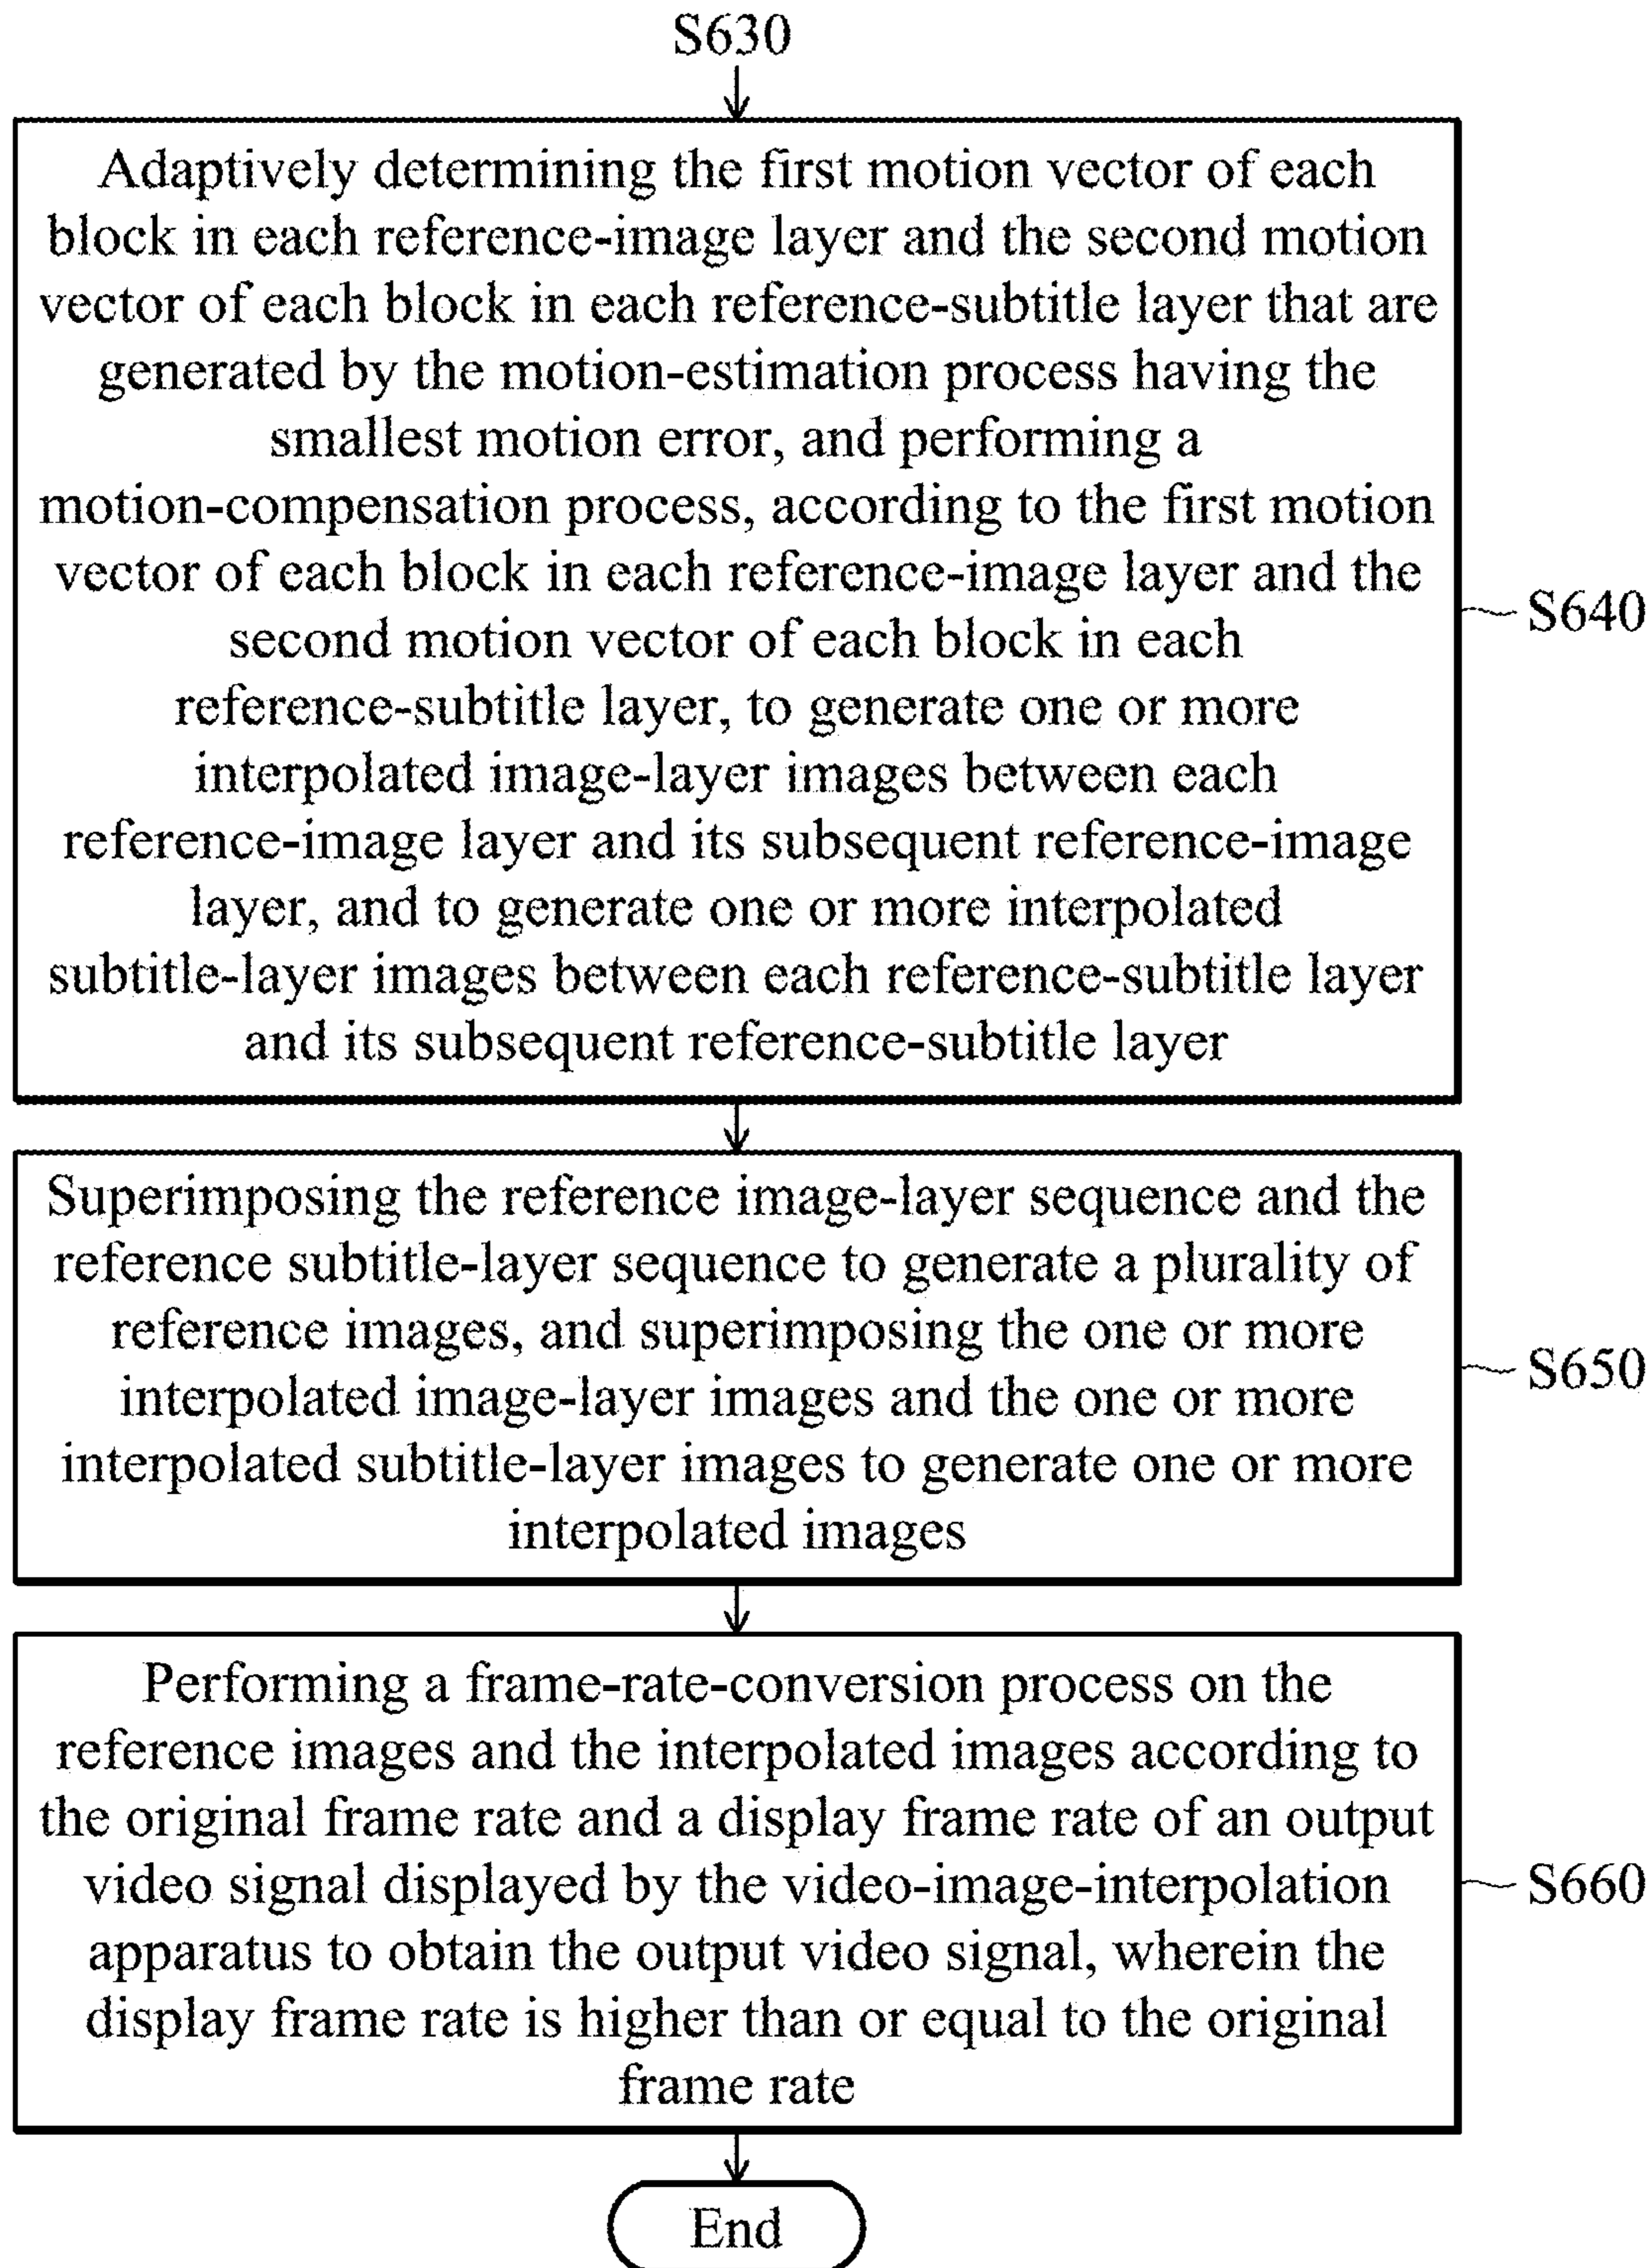 S630
Adaptively determining the first motion vector of each
block in each reference-image layer and the second motion
vector of each block in each reference-subtitle layer that are
generated by the motion-estimation process having the
smallest motion error, and performing a
motion-compensation process, according to the first motion
vector of each block in each reference-image layer and the
second motion vector of each block in each
reference-subtitle layer, to generate one or more
interpolated image-layer images between each
reference-image layer and its subsequent reference-image
layer, and to generate one or more interpolated
subtitle-layer images between each reference-subtitle layer
and its subsequent reference-subtitle layer
S640
Superimposing the reference image-layer sequence and the
reference subtitle-layer sequence to generate a plurality of
reference images, and superimposing the one or more
interpolated image-layer images and the one or more
interpolated subtitle-layer images to generate one or more
interpolated images
S650
Performing a frame-rate-conversion process on the
reference images and the interpolated images according to
the original frame rate and a display frame rate of an output
video signal displayed by the video-image-interpolation
apparatus to obtain the output video signal, wherein the
display frame rate is higher than or equal to the original
frame rate
S660
End